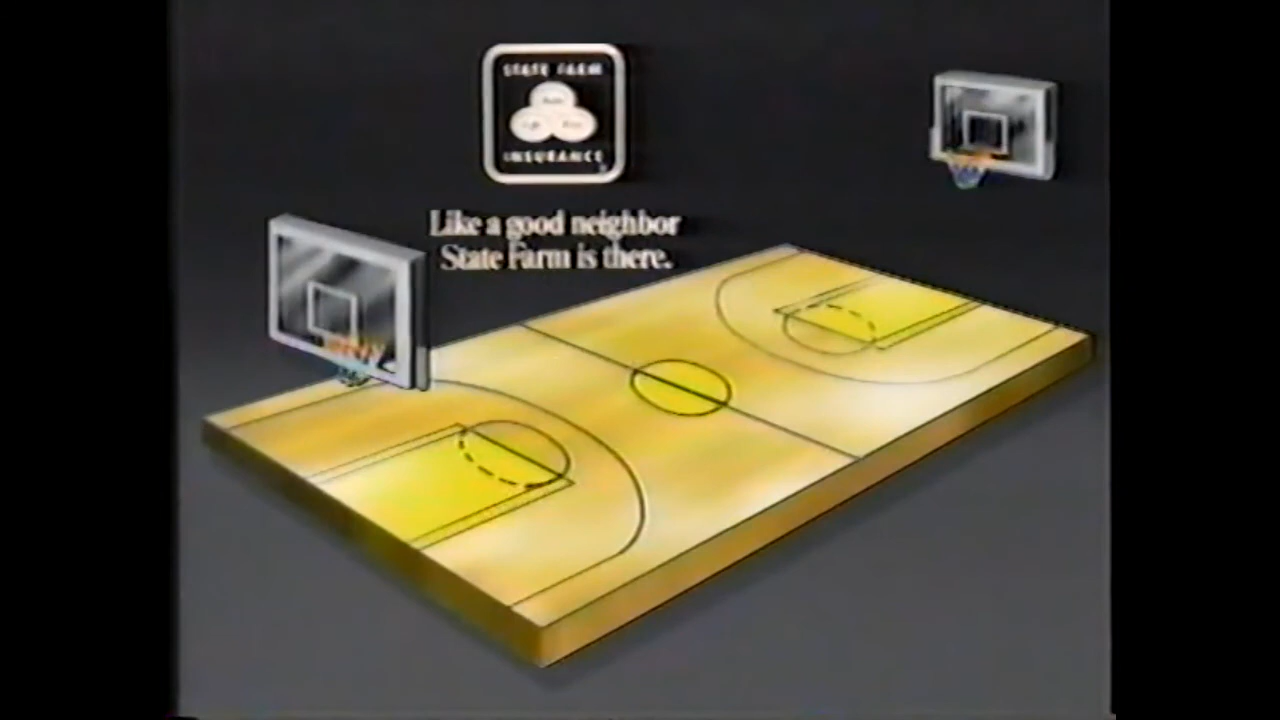 STATE FARM
INSURANCE
Like a good neighbor
State Farm is there.